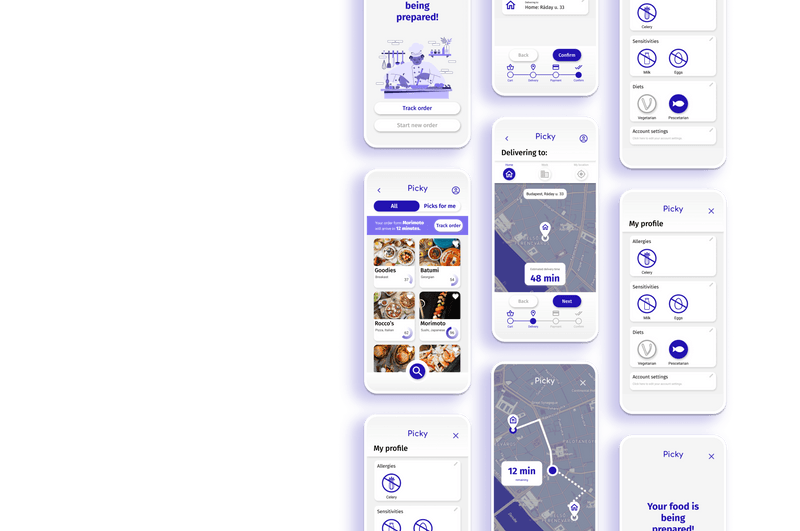 being
prepared!
Track order
Start new order
Picky
All
Picks for me
Your order from Morimoto
will arrive in 12 minutes.
Track order
Goodies
Breakfast
Batumi
Georgian
Rocco's
Pizza, Italian
Morimoto
Sushi, Japanese
Picky
My profile
Allergies
Celery
Sensitivities
Home: Ráday u. 33
Back
Confirm
Cart
Delivery
Payment
Confirm
Picky
Delivering to:
Home
Budapest, Ráday u. 33
48 min
Back
Next
Cart
Delivery
Payment
Confirm
Picky
12 min
remaining
Celery
Sensitivities
Milk
Eggs
Diets
Vegetarian
Pescetarian
Account settings
Picky
My profile
Allergies
Celery
Sensitivities
Milk
Eggs
Diets
Vegetarian
Pescetarian
Account settings
Picky
Your food is
being
prepared!